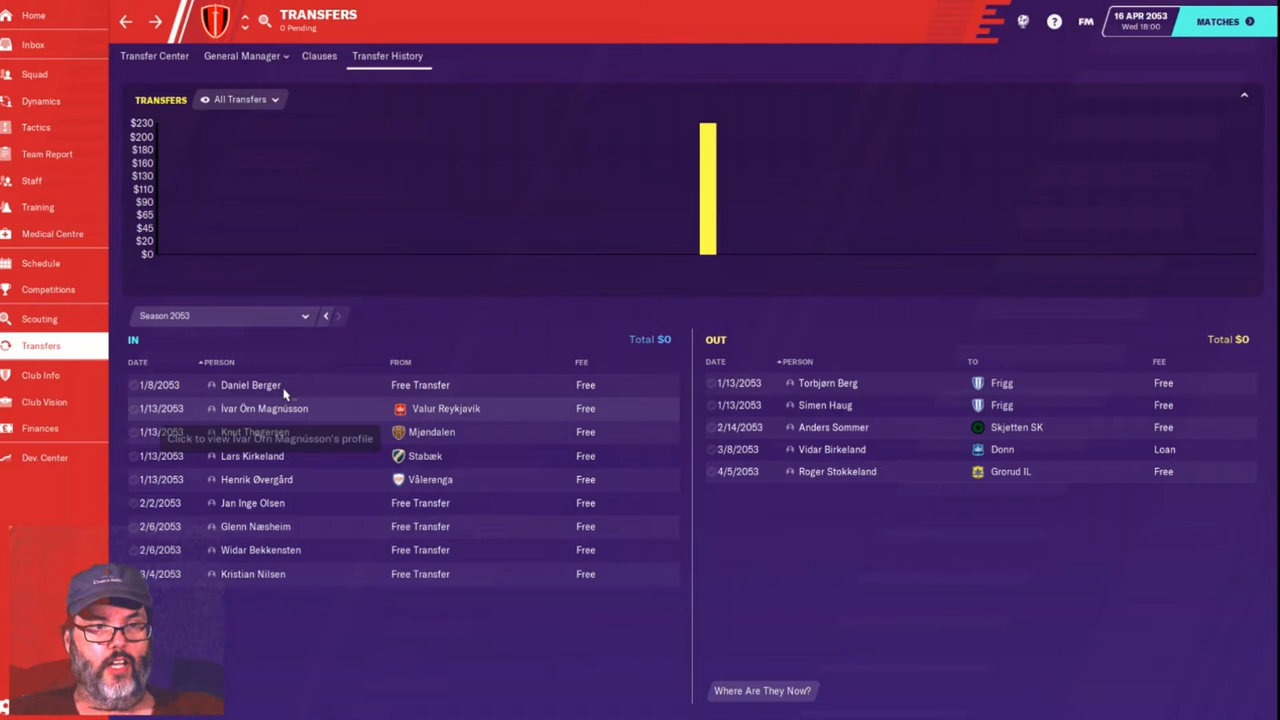 Home
Inbox
Squad
Dynamics
Tactics
Team Report
Staff
Training
Medical Centre
Schedule
Competitions
Scouting
Transfers
Club Info
Club Vision
Finances
Dev. Center
TRANSFERS
0 Pending
FM
16 APR 2053
Wed 18:00
MATCHES
Transfer Center
General Manager
Clauses
Transfer History
TRANSFERS
All Transfers
$230
$200
$180
$160
$130
$110
$90
$65
$45
$20
$0
Season 2053
IN
Total $0
DATE PERSON FROM FEE
1/8/2053 Daniel Berger Free Transfer Free
1/13/2053 Ívar Örn Magnússon Valur Reykjavík Free
1/13/ Knut Thøgersen Mjøndalen Free
Click to view Ívar Örn Magnússon's profile
1/13/2053 Lars Kirkeland Stabæk Free
1/13/2053 Henrik Øvergård Vålerenga Free
2/2/2053 Jan Inge Olsen Free Transfer Free
2/6/2053 Glenn Næsheim Free Transfer Free
2/6/2053 Widar Bekkensten Free Transfer Free
3/4/2053 Kristian Nilsen Free Transfer Free
OUT
Total $0
DATE PERSON TO FEE
1/13/2053 Torbjørn Berg Frigg Free
1/13/2053 Simen Haug Frigg Free
2/14/2053 Anders Sommer Skjetten SK Free
3/8/2053 Vidar Birkeland Donn Loan
4/5/2053 Roger Stokkeland Grorud IL Free
Where Are They Now?